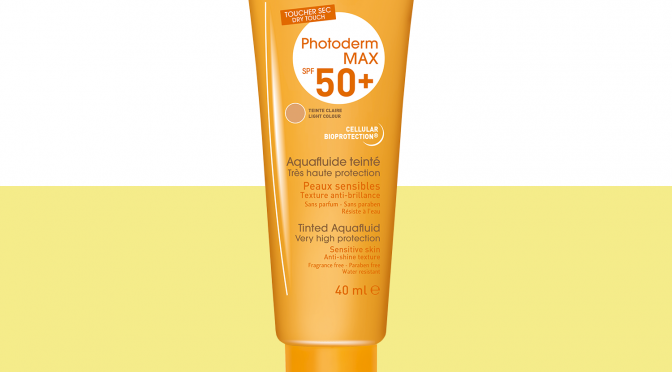 TOUCHER SEC
DRY TOUCH
Photoderm
MAX
SPF 50+
TEINTE CLAIRE
LIGHT COLOUR
CELLULAR
BIOPROTECTION®
Aquafluide teinté
Très haute protection
Peaux sensibles
Texture anti-brillance
Sans parfum - Sans paraben
Résiste à l'eau
Tinted Aquafluid
Very high protection
Sensitive skin
Anti-shine texture
Fragrance free - Paraben free
Water resistant
40 ml ℮